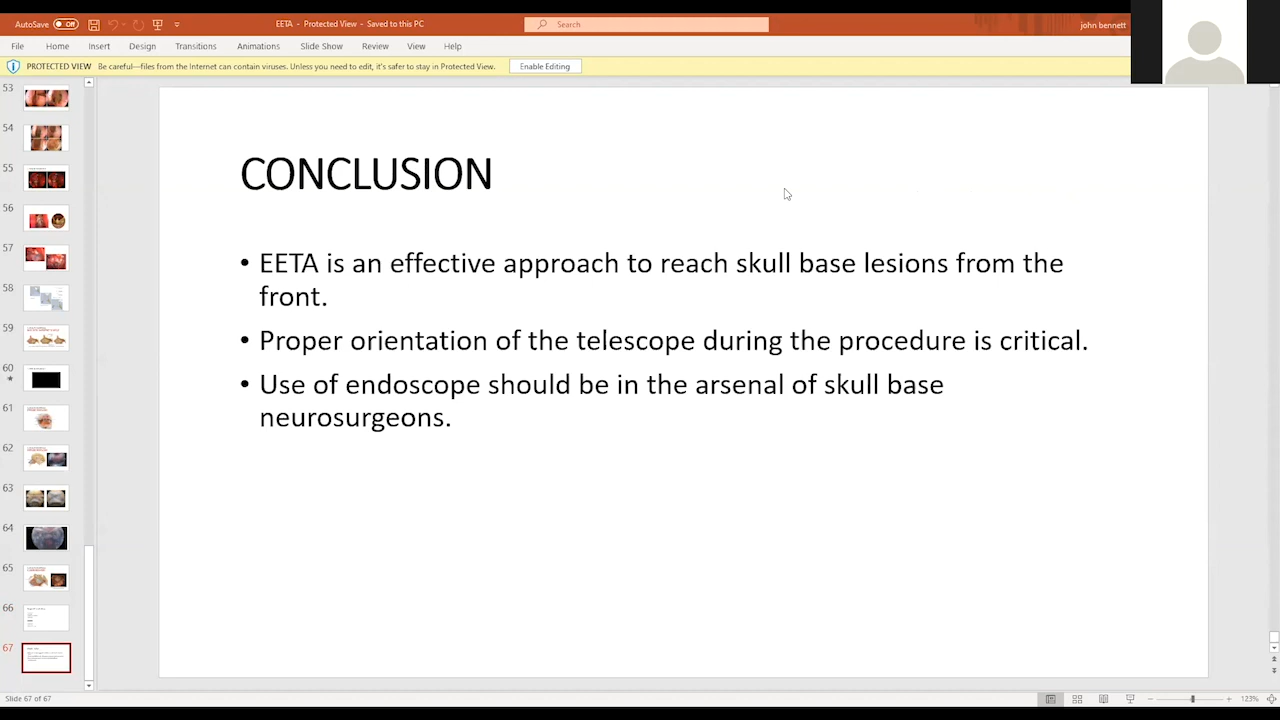 AutoSave Off
EETA - Protected View - Saved to this PC
Search
john bennett
File Home Insert Design Transitions Animations Slide Show Review View Help
PROTECTED VIEW Be careful—files from the Internet can contain viruses. Unless you need to edit, it's safer to stay in Protected View. Enable Editing
53
54
55
56
57
58
59
60
61
62
63
64
65
66
67
CONCLUSION
• EETA is an effective approach to reach skull base lesions from the
front.
• Proper orientation of the telescope during the procedure is critical.
• Use of endoscope should be in the arsenal of skull base
neurosurgeons.
Slide 67 of 67
123%